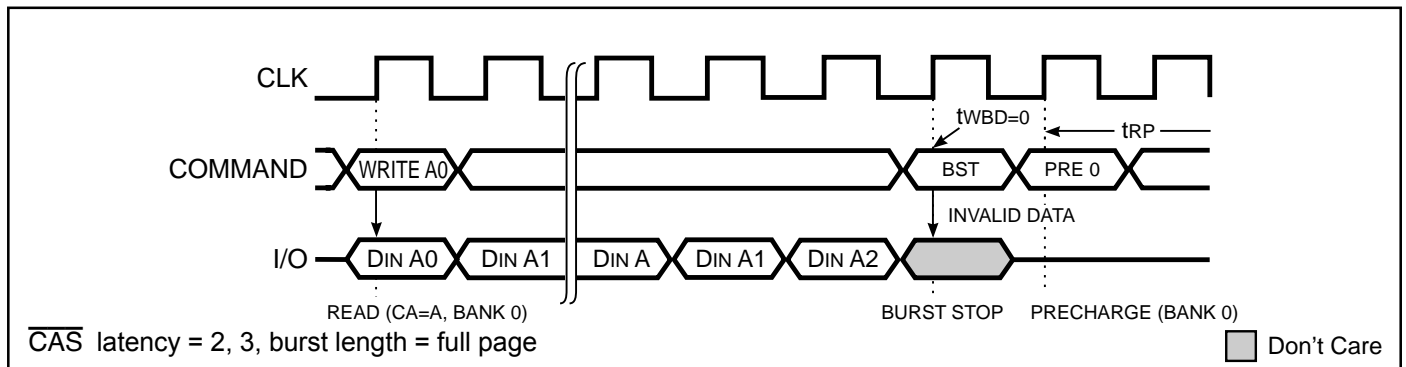 CLK
tWBD=0
tRP
COMMAND WRITE A0 BST PRE 0
INVALID DATA
I/O DIN A0 DIN A1 DIN A DIN A1 DIN A2
READ (CA=A, BANK 0) BURST STOP PRECHARGE (BANK 0)
CAS latency = 2, 3, burst length = full page Don't Care